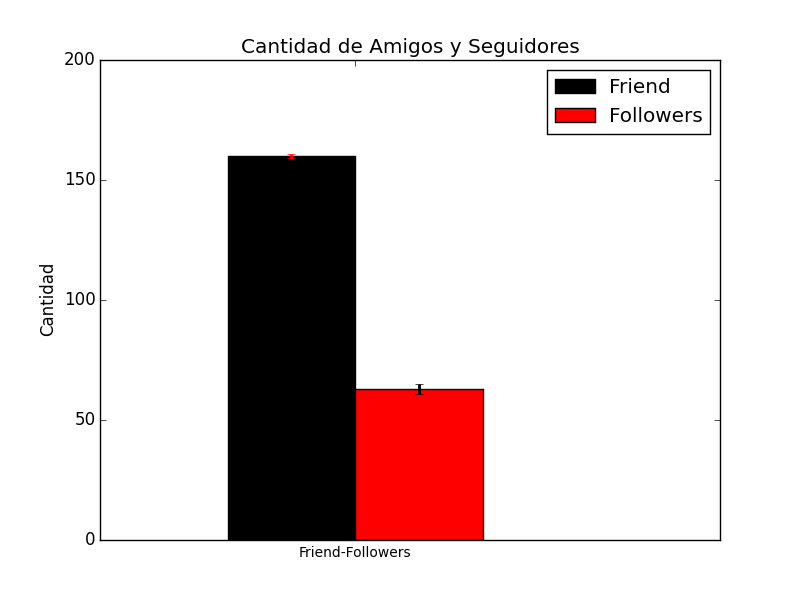 Cantidad de Amigos y Seguidores
200
Friend
Followers
150
100
Cantidad
50
0
Friend-Followers